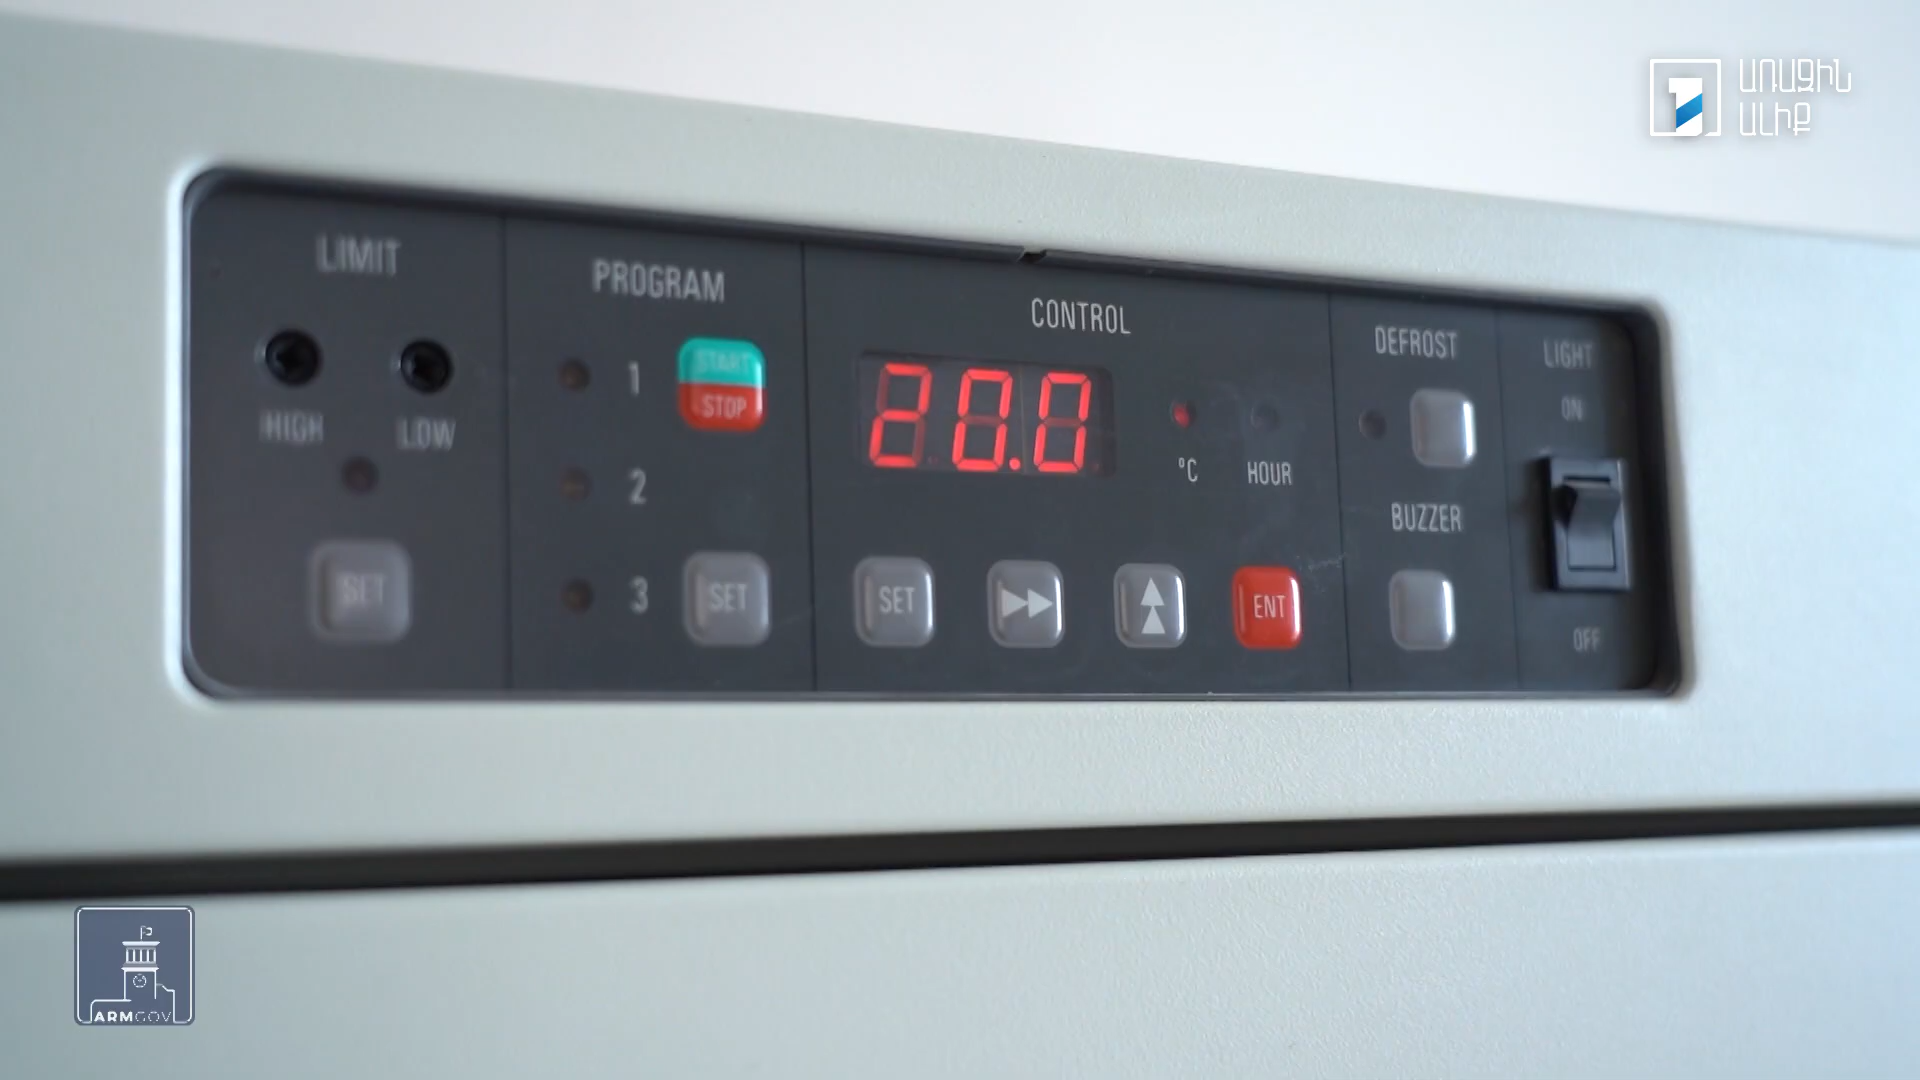 ԱՌԱՋԻՆ
ԱԼԻՔ
LIMIT
HIGH
LOW
SET
PROGRAM
1
START
STOP
2
3
SET
CONTROL
20.0
°C
HOUR
SET
ENT
DEFROST
BUZZER
LIGHT
ON
OFF
ARMGOV